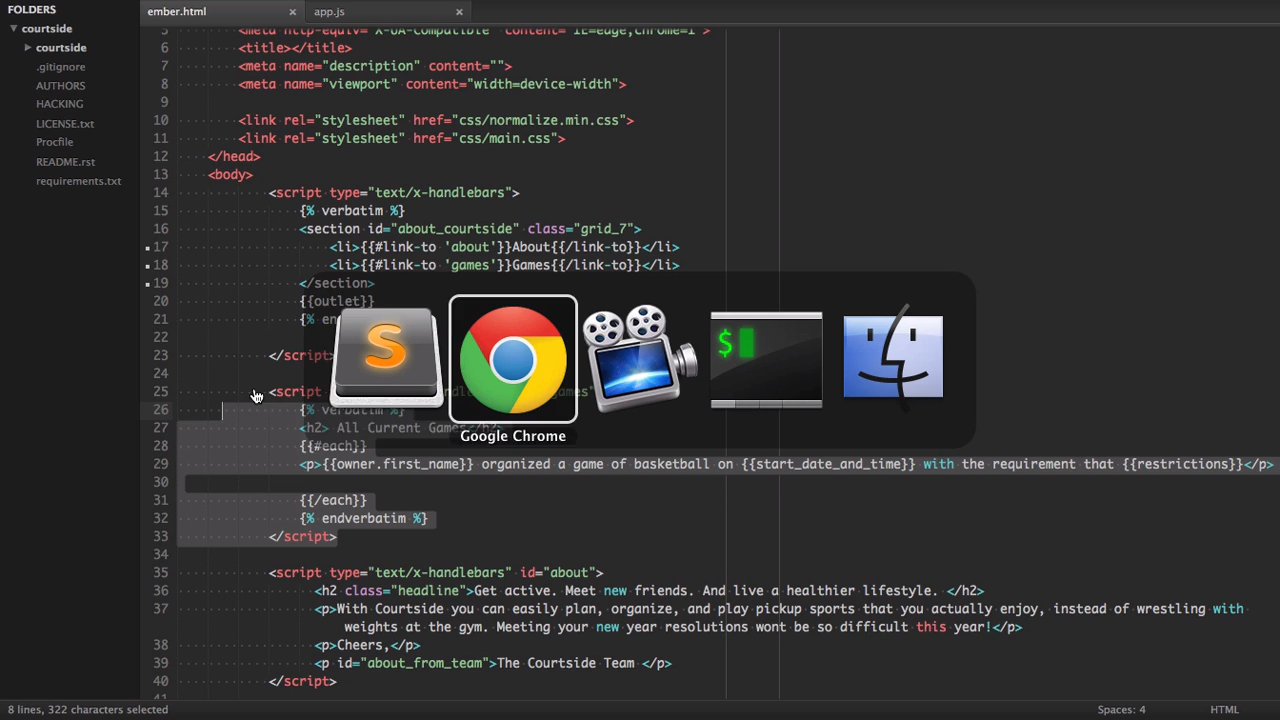 FOLDERS
courtside
courtside
.gitignore
AUTHORS
HACKING
LICENSE.txt
Procfile
README.rst
requirements.txt
ember.html
app.js
5 <meta http-equiv="X-UA-Compatible" content="IE=edge,chrome=1">
6 <title></title>
7 <meta name="description" content="">
8 <meta name="viewport" content="width=device-width">
9
10 <link rel="stylesheet" href="css/normalize.min.css">
11 <link rel="stylesheet" href="css/main.css">
12 </head>
13 <body>
14 <script type="text/x-handlebars">
15 {% verbatim %}
16 <section id="about_courtside" class="grid_7">
17 <li>{{#link-to 'about'}}About{{/link-to}}</li>
18 <li>{{#link-to 'games'}}Games{{/link-to}}</li>
19 </section>
20 {{outlet}}
21 {% en
22
23 </script>
24
25 <script games"
26 {% verbatim %}
27 <h2> All Current Games</h2>
28 {{#each}}
29 <p>{{owner.first_name}} organized a game of basketball on {{start_date_and_time}} with the requirement that {{restrictions}}</p>
30
31 {{/each}}
32 {% endverbatim %}
33 </script>
34
35 <script type="text/x-handlebars" id="about">
36 <h2 class="headline">Get active. Meet new friends. And live a healthier lifestyle. </h2>
37 <p>With Courtside you can easily plan, organize, and play pickup sports that you actually enjoy, instead of wrestling with
weights at the gym. Meeting your new year resolutions wont be so difficult this year!</p>
38 <p>Cheers,</p>
39 <p id="about_from_team">The Courtside Team </p>
40 </script>
41
S
$
Google Chrome
8 lines, 322 characters selected
Spaces: 4
HTML